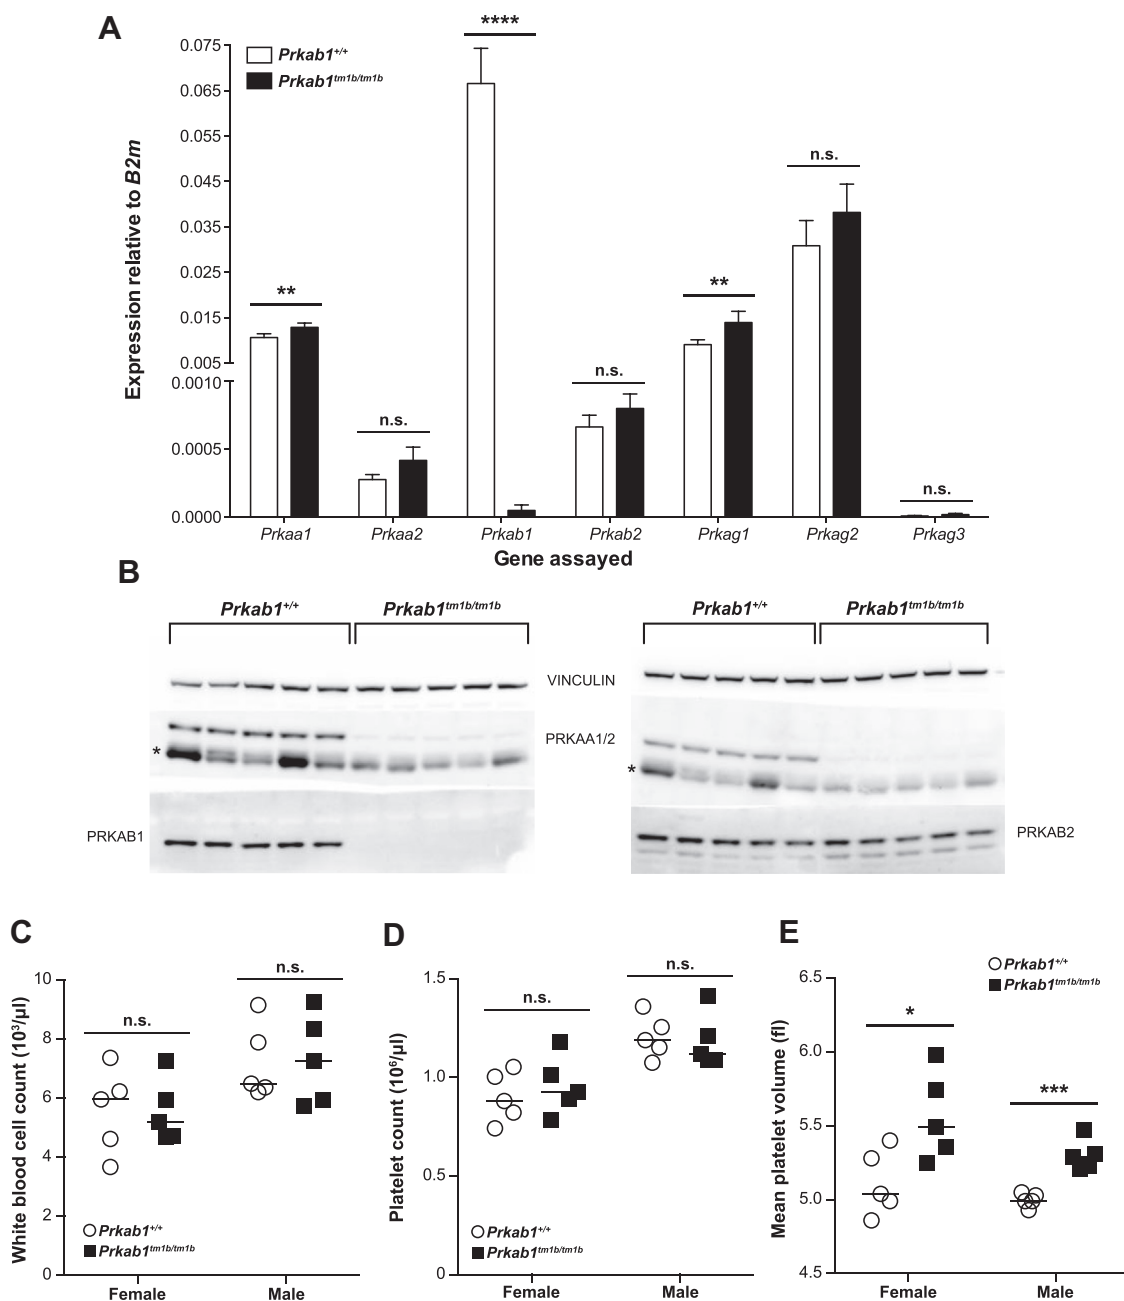 A
****
0.075
Prkab1+/+
Prkab1tm1b/tm1b
0.065
0.055
0.045
0.035
0.025
0.015
0.005
0.0010
0.0005
0.0000
Expression relative to B2m
**
n.s.
n.s.
**
n.s.
n.s.
Prkaa1 Prkaa2 Prkab1 Prkab2 Prkag1 Prkag2 Prkag3
Gene assayed
B
Prkab1+/+ Prkab1tm1b/tm1b Prkab1+/+ Prkab1tm1b/tm1b
VINCULIN
PRKAA1/2
*
*
PRKAB1
PRKAB2
C
White blood cell count (10³/µl)
10
8
6
4
2
0
n.s.
n.s.
Prkab1+/+
Prkab1tm1b/tm1b
Female Male
D
Platelet count (10⁶/µl)
1.5
1.0
0.5
0
n.s.
n.s.
Prkab1+/+
Prkab1tm1b/tm1b
Female Male
E
Prkab1+/+
Prkab1tm1b/tm1b
Mean platelet volume (fl)
6.5
6.0
5.5
5.0
4.5
*
***
Female Male